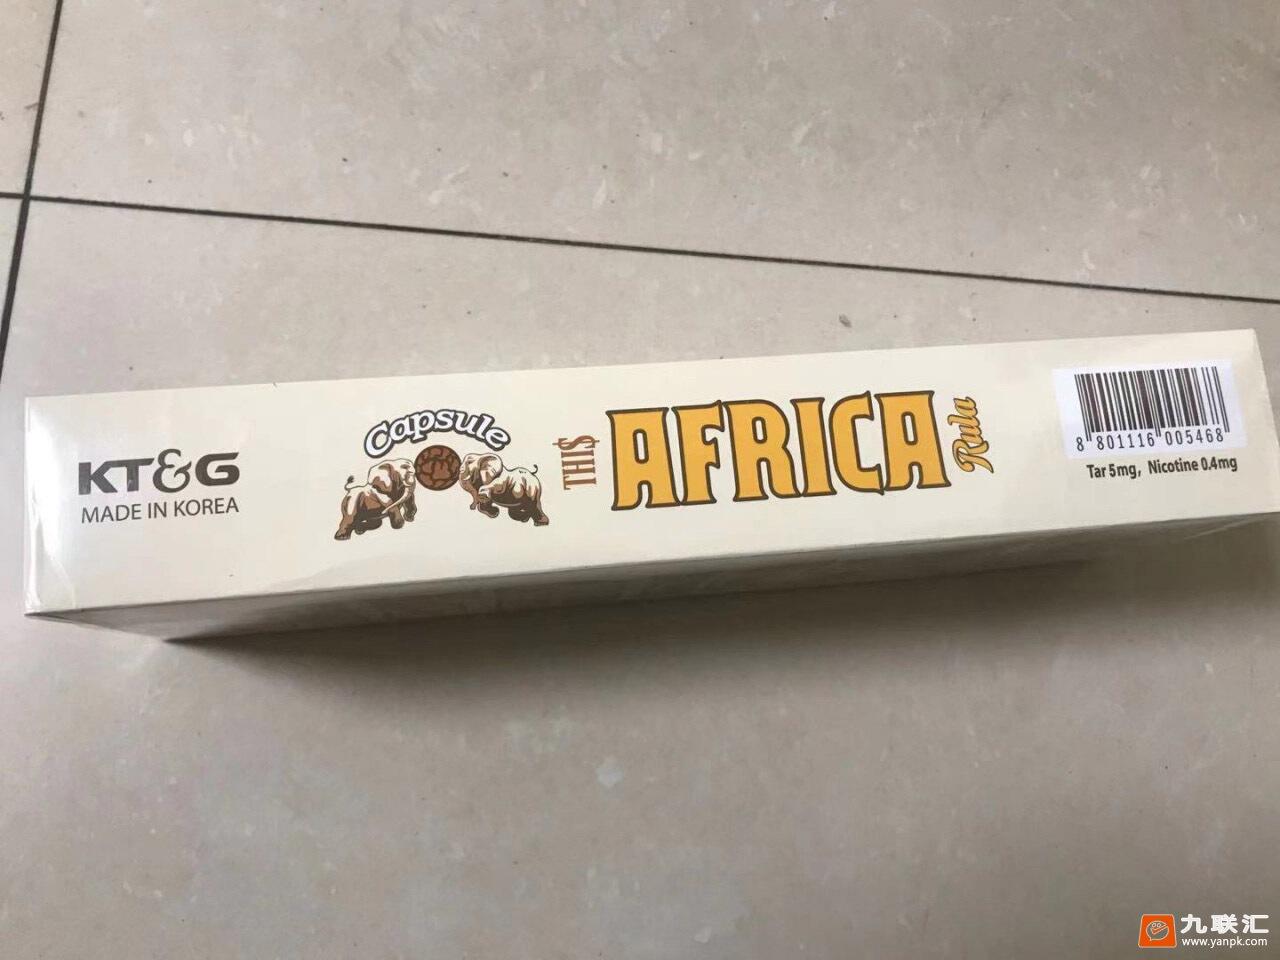 KT&G
MADE IN KOREA
Capsule
THI$
AFRICA
Rula
8 801116 005468
Tar 5mg, Nicotine 0.4mg
九联汇
www.yanpk.com